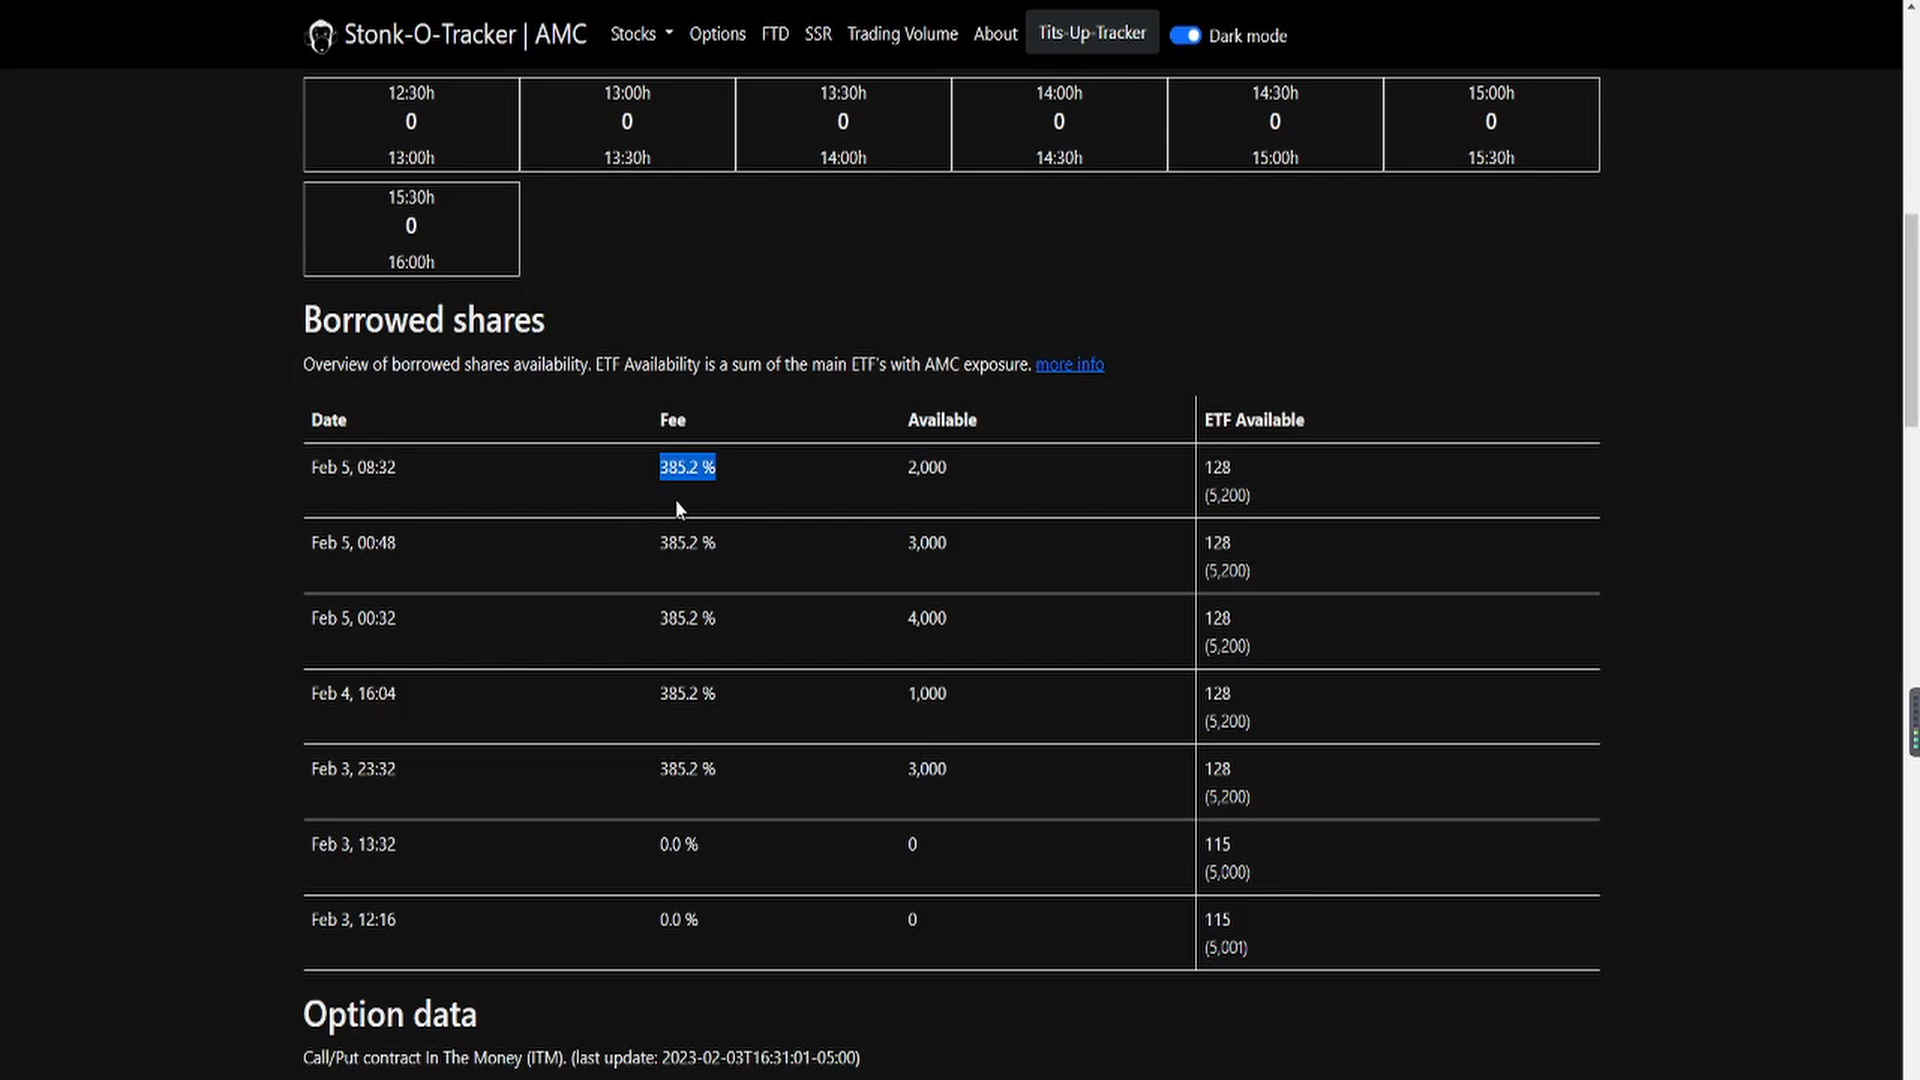 Stonk-O-Tracker | AMC Stocks Options FTD SSR Trading Volume About Tits-Up-Tracker Dark mode
12:30h 13:00h 13:30h 14:00h 14:30h 15:00h
0 0 0 0 0 0
13:00h 13:30h 14:00h 14:30h 15:00h 15:30h
15:30h
0
16:00h
Borrowed shares
Overview of borrowed shares availability. ETF Availability is a sum of the main ETF's with AMC exposure. more info
Date Fee Available ETF Available
Feb 5, 08:32 385.2 % 2,000 128
(5,200)
Feb 5, 00:48 385.2 % 3,000 128
(5,200)
Feb 5, 00:32 385.2 % 4,000 128
(5,200)
Feb 4, 16:04 385.2 % 1,000 128
(5,200)
Feb 3, 23:32 385.2 % 3,000 128
(5,200)
Feb 3, 13:32 0.0 % 0 115
(5,000)
Feb 3, 12:16 0.0 % 0 115
(5,001)
Option data
Call/Put contract In The Money (ITM). (last update: 2023-02-03T16:31:01-05:00)